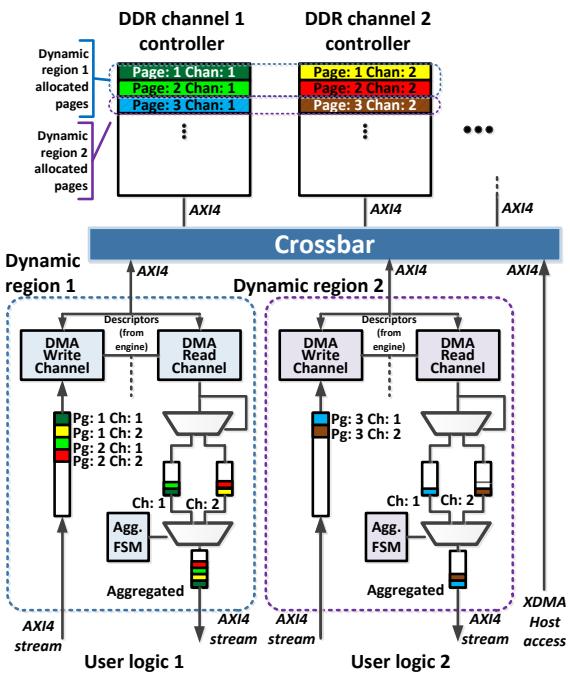 DDR channel 1
controller
DDR channel 2
controller
Dynamic
region 1
allocated
pages
Page: 1 Chan: 1
Page: 2 Chan: 1
Page: 3 Chan: 1
Page: 1 Chan: 2
Page: 2 Chan: 2
Page: 3 Chan: 2
Dynamic
region 2
allocated
pages
AXI4
AXI4
AXI4
Crossbar
Dynamic
region 1
AXI4
Dynamic region 2
AXI4
AXI4
DMA
Write
Channel
Descriptors
(from
engine)
DMA
Read
Channel
Pg: 1 Ch: 1
Pg: 1 Ch: 2
Pg: 2 Ch: 1
Pg: 2 Ch: 2
Ch: 1
Ch: 2
Agg.
FSM
Aggregated
AXI4
stream
AXI4
stream
User logic 1
DMA
Write
Channel
Descriptors
(from
engine)
DMA
Read
Channel
Pg: 3 Ch: 1
Pg: 3 Ch: 2
Ch: 1
Ch: 2
Agg.
FSM
Aggregated
AXI4
stream
AXI4
stream
User logic 2
XDMA
Host
access